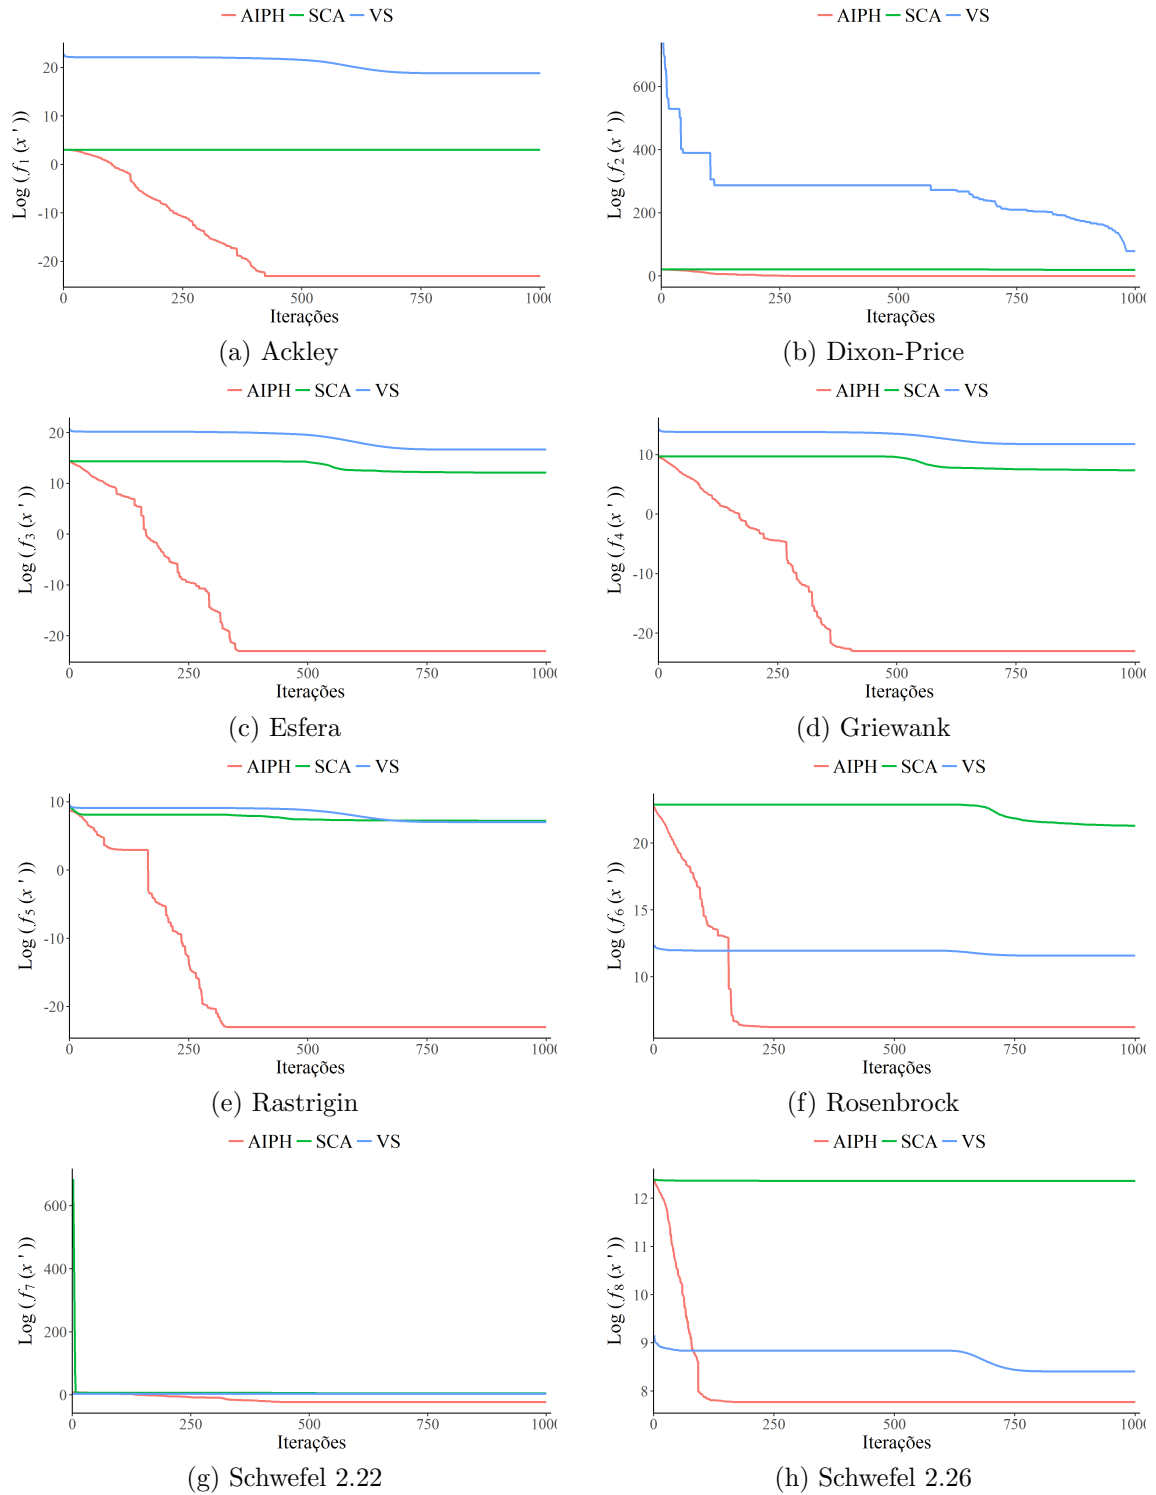 AIPH SCA VS
Log ( f1 ( x ' ) )
20
10
0
-10
-20
0 250 500 750 1000
Iterações
(a) Ackley
AIPH SCA VS
Log ( f2 ( x ' ) )
600
400
200
0
0 250 500 750 1000
Iterações
(b) Dixon-Price
AIPH SCA VS
Log ( f3 ( x ' ) )
20
10
0
-10
-20
0 250 500 750 1000
Iterações
(c) Esfera
AIPH SCA VS
Log ( f4 ( x ' ) )
10
0
-10
-20
0 250 500 750 1000
Iterações
(d) Griewank
AIPH SCA VS
Log ( f5 ( x ' ) )
10
0
-10
-20
0 250 500 750 1000
Iterações
(e) Rastrigin
AIPH SCA VS
Log ( f6 ( x ' ) )
20
15
10
0 250 500 750 1000
Iterações
(f) Rosenbrock
AIPH SCA VS
Log ( f7 ( x ' ) )
600
400
200
0
0 250 500 750 1000
Iterações
(g) Schwefel 2.22
AIPH SCA VS
Log ( f8 ( x ' ) )
12
11
10
9
8
0 250 500 750 1000
Iterações
(h) Schwefel 2.26